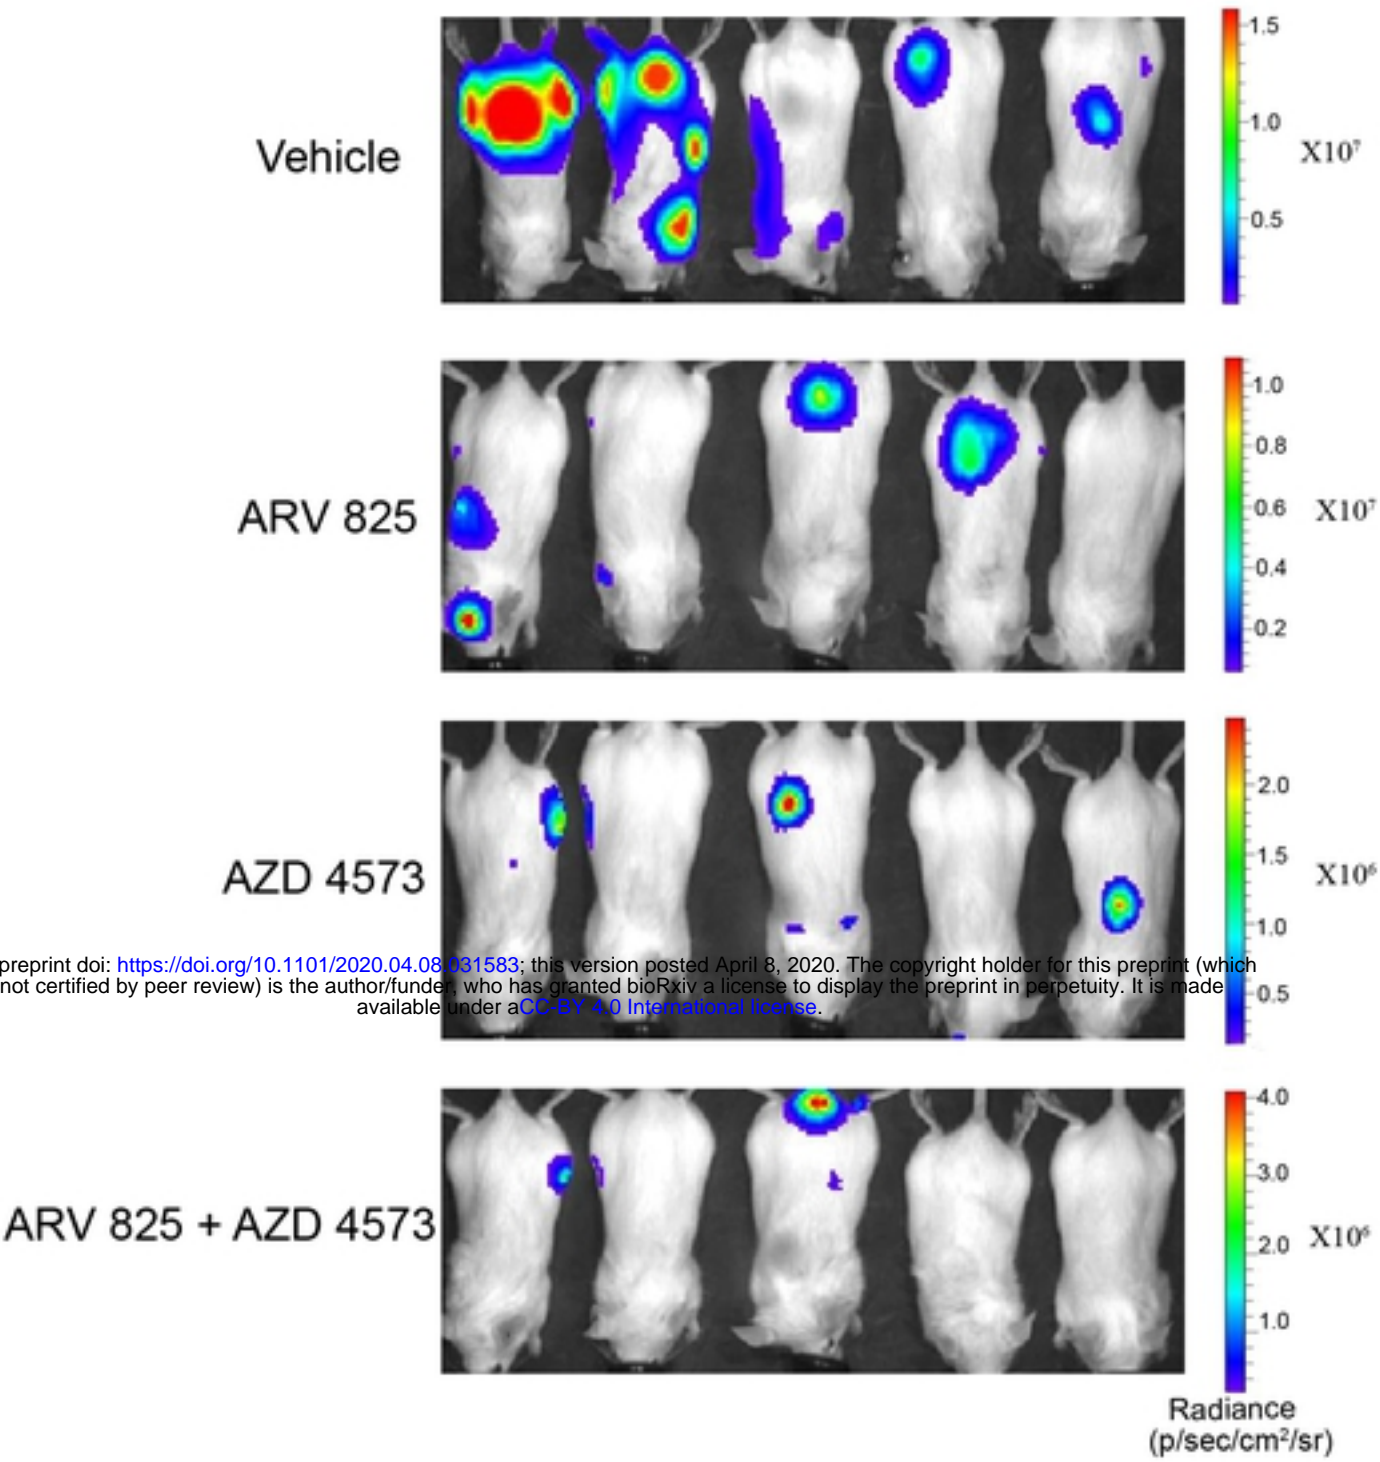 Vehicle
1.5
1.0
0.5
X10⁷
ARV 825
1.0
0.8
0.6
0.4
0.2
X10⁷
AZD 4573
2.0
1.5
1.0
0.5
X10⁶
preprint doi: https://doi.org/10.1101/2020.04.08.031583; this version posted April 8, 2020. The copyright holder for this preprint (which
not certified by peer review) is the author/funder, who has granted bioRxiv a license to display the preprint in perpetuity. It is made
available under aCC-BY 4.0 International license.
ARV 825 + AZD 4573
4.0
3.0
2.0
1.0
X10⁶
Radiance
(p/sec/cm²/sr)